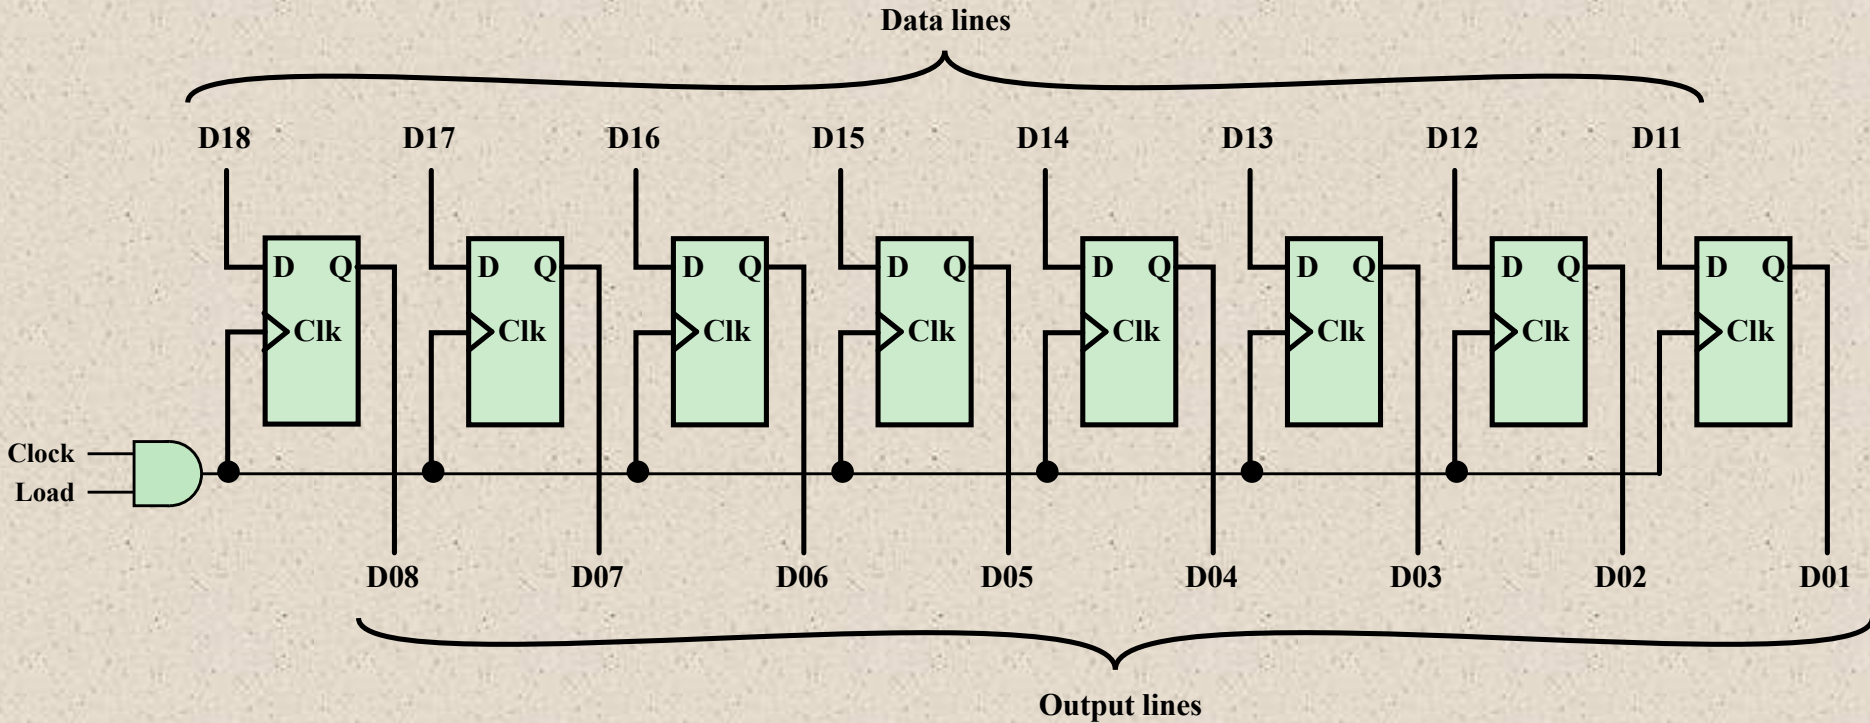 Data lines
D18 D17 D16 D15 D14 D13 D12 D11
D Q D Q D Q D Q D Q D Q D Q D Q
Clk Clk Clk Clk Clk Clk Clk Clk
Clock
Load
D08 D07 D06 D05 D04 D03 D02 D01
Output lines